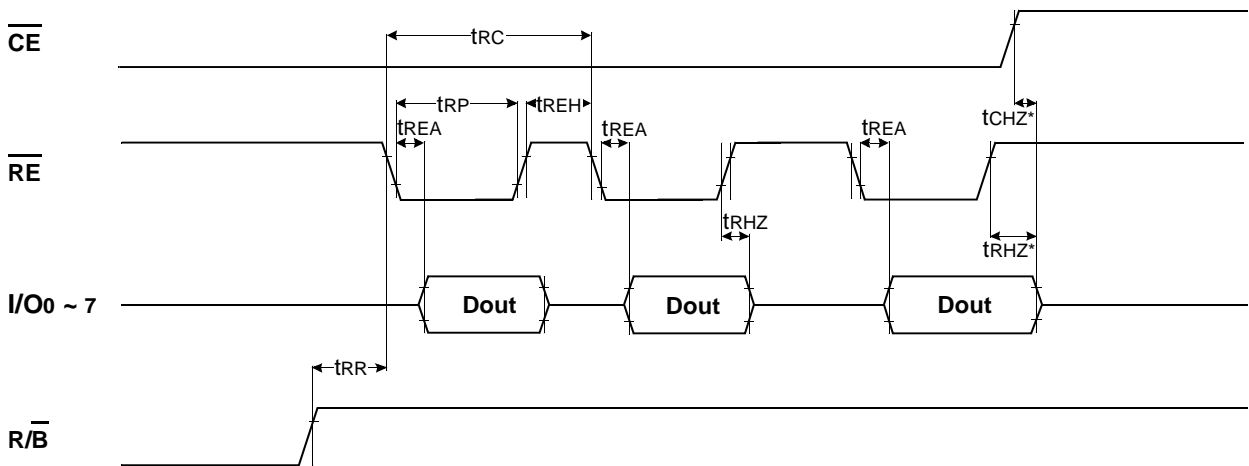 CE
tRC
tRP
tREH
tCHZ*
tREA
tREA
tREA
RE
tRHZ
tRHZ*
I/O0 ~ 7
Dout
Dout
Dout
tRR
R/B